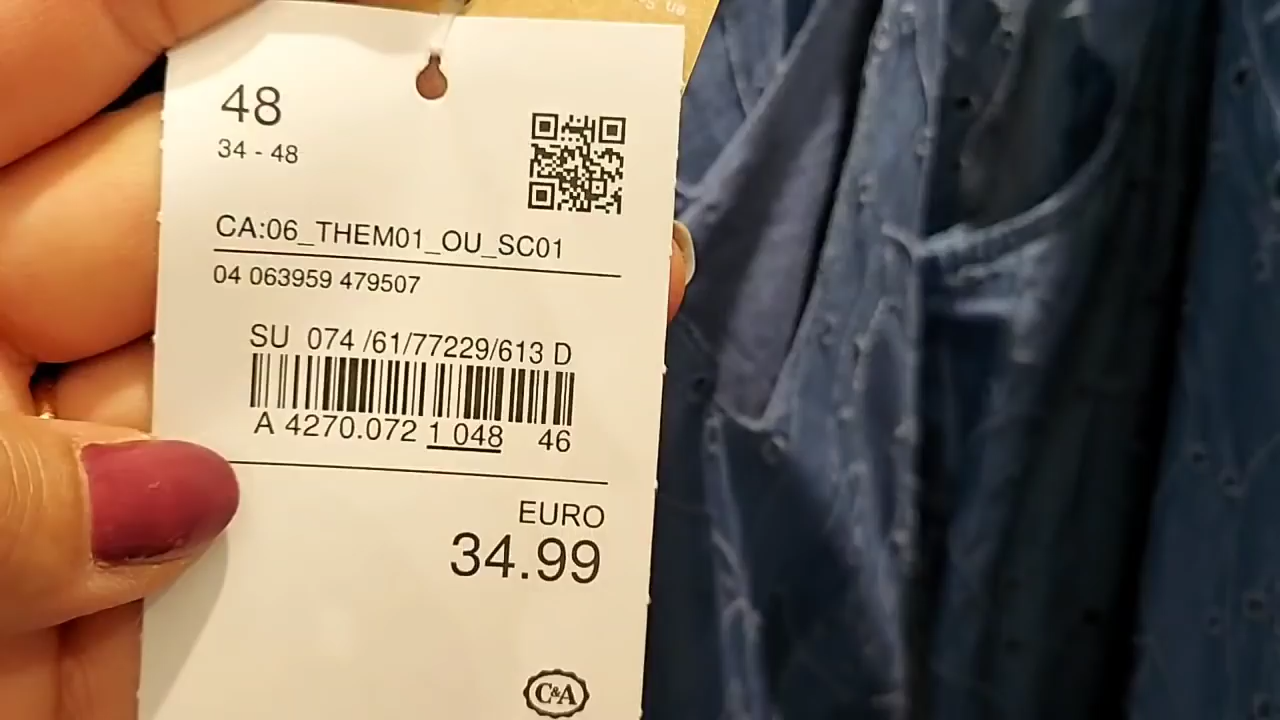 48
34 - 48
CA:06_THEM01_OU_SC01
04 063959 479507
SU 074 /61/77229/613 D
A 4270.072 1 048 46
EURO
34.99
C&A